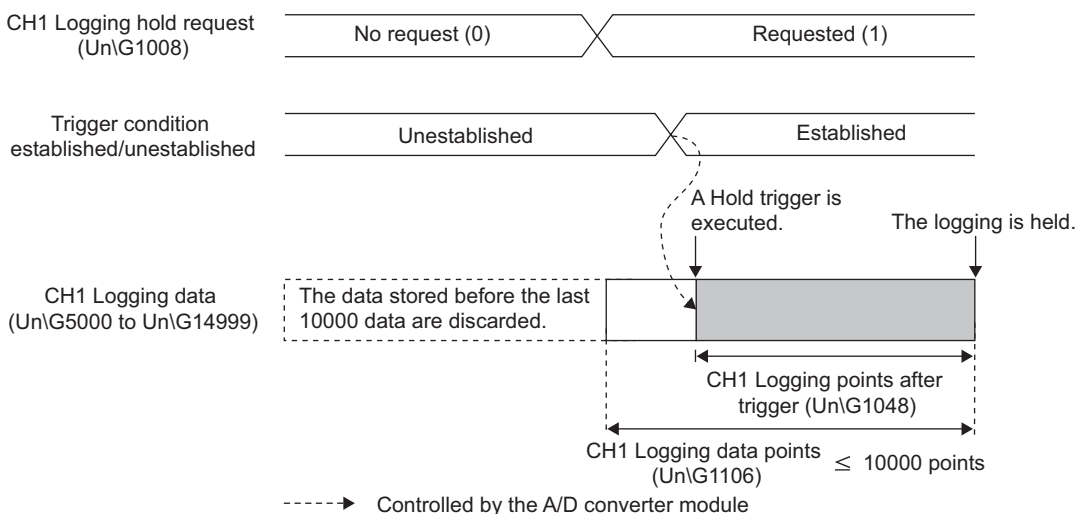 CH1 Logging hold request
(Un\G1008)
No request (0)
Requested (1)
Trigger condition
established/unestablished
Unestablished
Established
A Hold trigger is
executed.
The logging is held.
CH1 Logging data
(Un\G5000 to Un\G14999)
The data stored before the last
10000 data are discarded.
CH1 Logging points after
trigger (Un\G1048)
CH1 Logging data points
(Un\G1106)
≤ 10000 points
Controlled by the A/D converter module